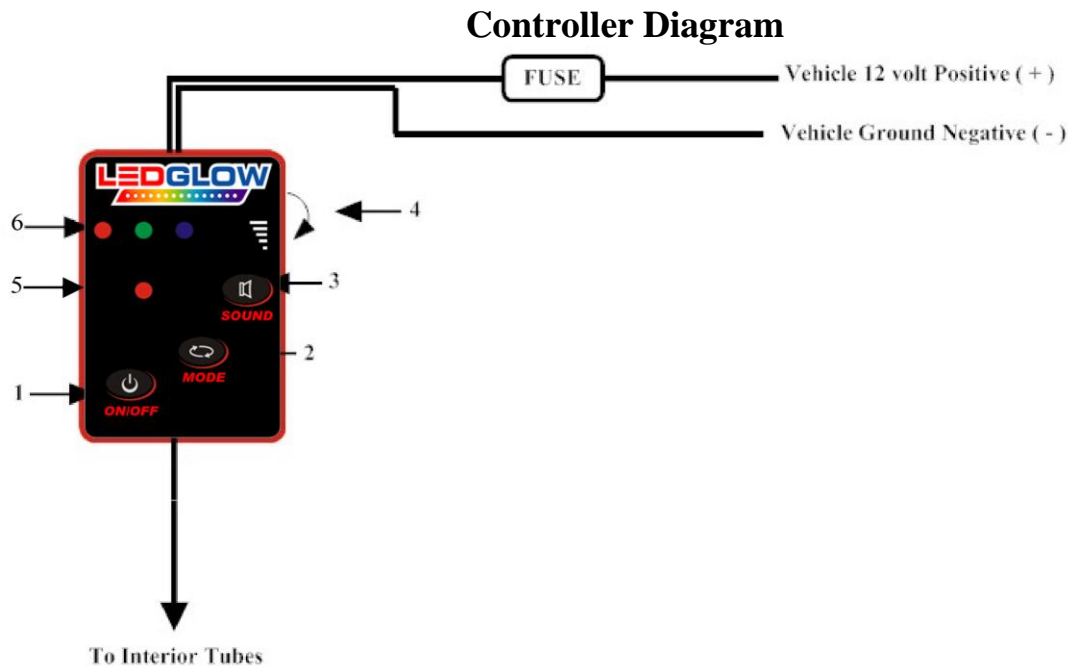 Controller Diagram
FUSE
Vehicle 12 volt Positive ( + )
Vehicle Ground Negative ( - )
LEDGLOW
4
6
5
3
SOUND
2
MODE
1
ON/OFF
To Interior Tubes